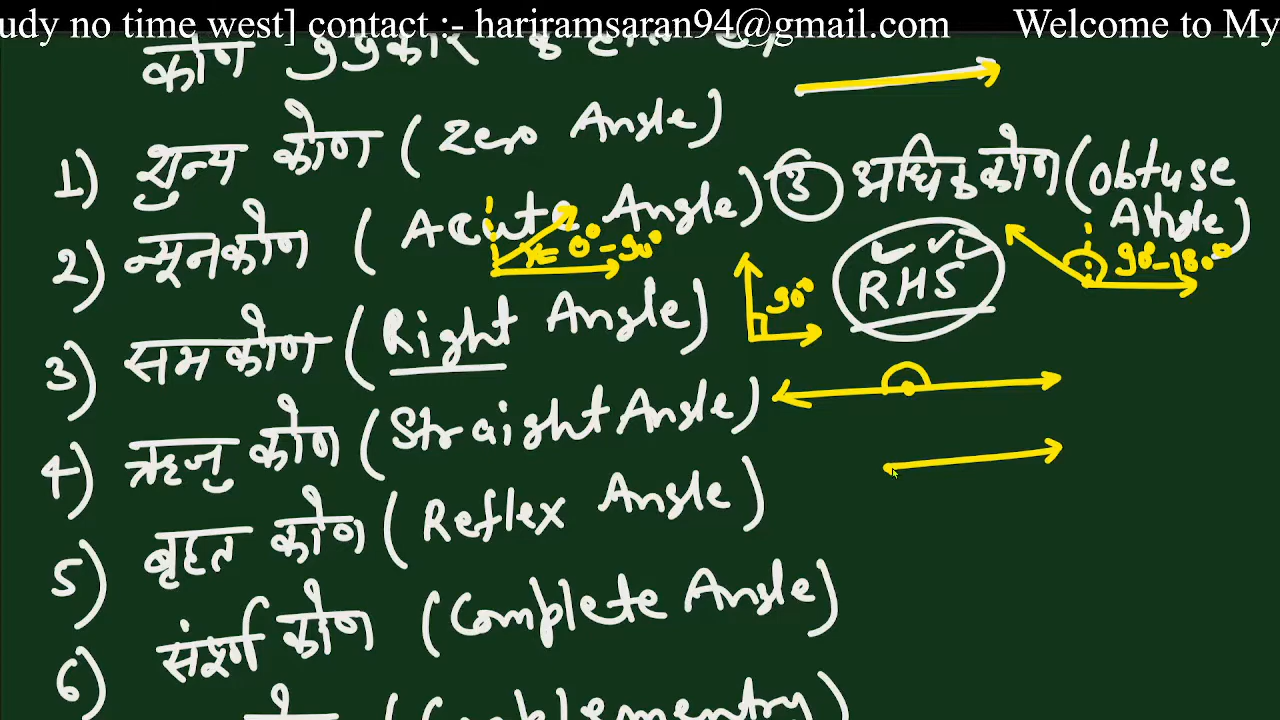 udy no time west] contact :- hariramsaran94@gmail.com Welcome to My
कोण
1) शुन्य कोण (Zero Angle)
2) न्यूनकोण (Acute Angle)
x = 0° - 90°
3) समकोण (Right Angle)
90°
4) ऋजु कोण (Straight Angle)
5) बृहत कोण (Reflex Angle)
6) संपूर्ण कोण (Complete Angle)
(Complementry)
③ अधिककोण (obtuse
Angle)
90° - 180°
RHS